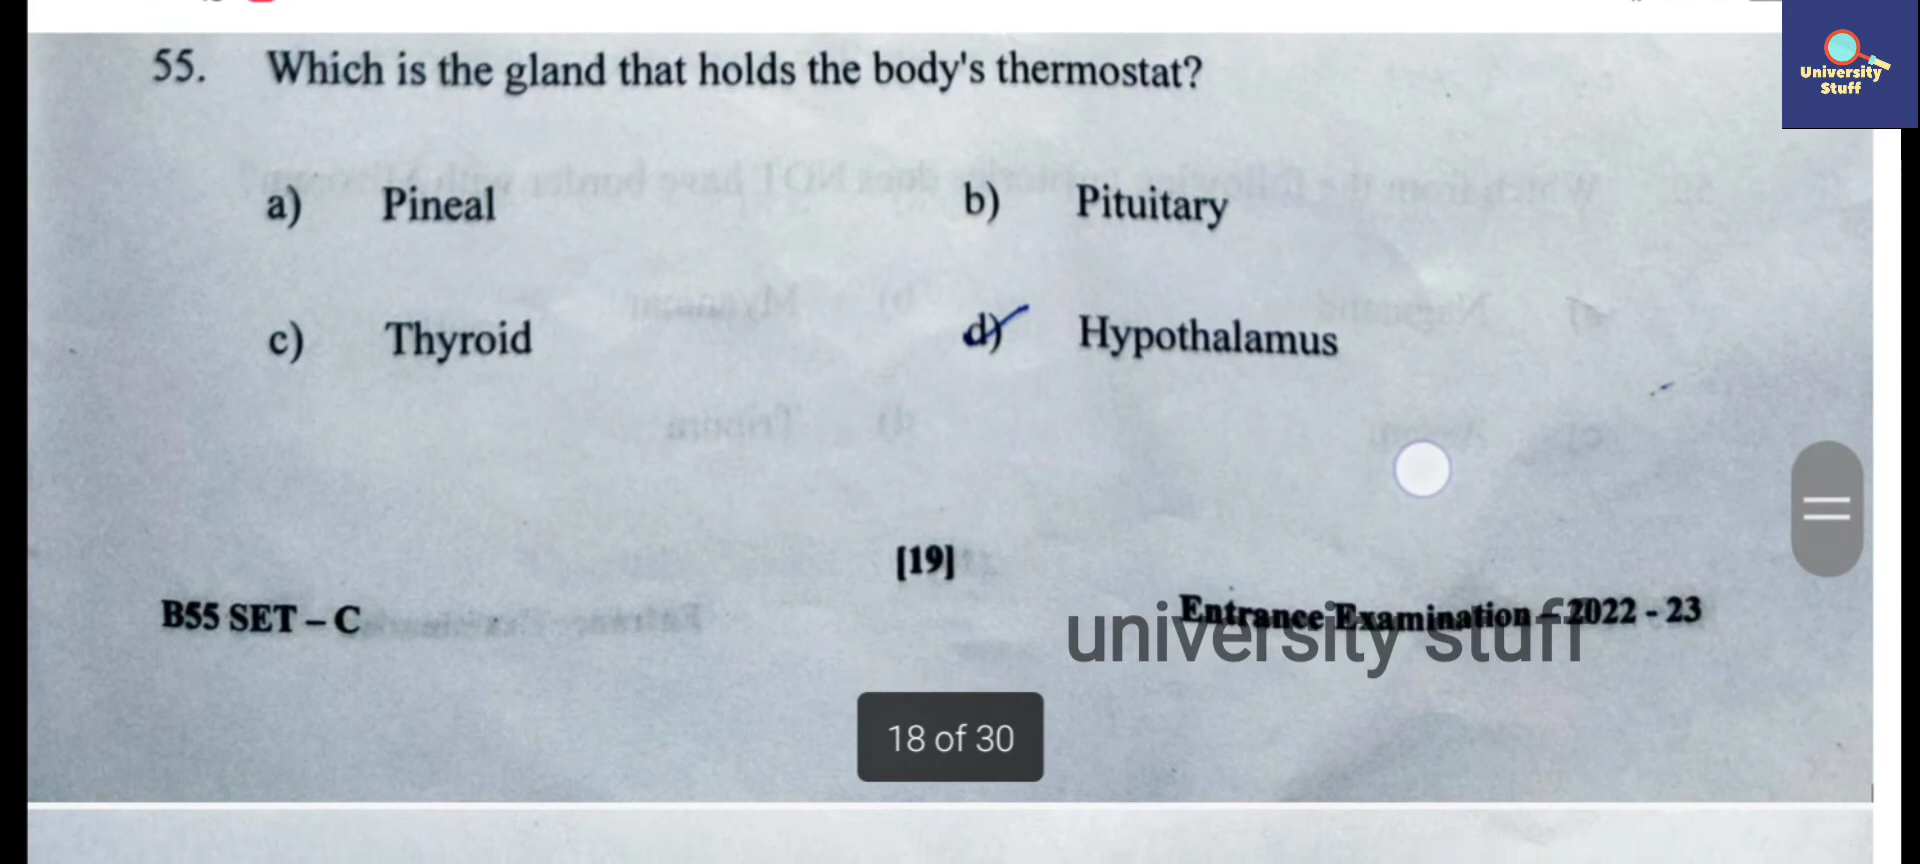 University
Stuff
55. Which is the gland that holds the body's thermostat?
a) Pineal b) Pituitary
c) Thyroid d) Hypothalamus
[19]
B55 SET – C Entrance Examination – 2022 - 23
university stuff
18 of 30